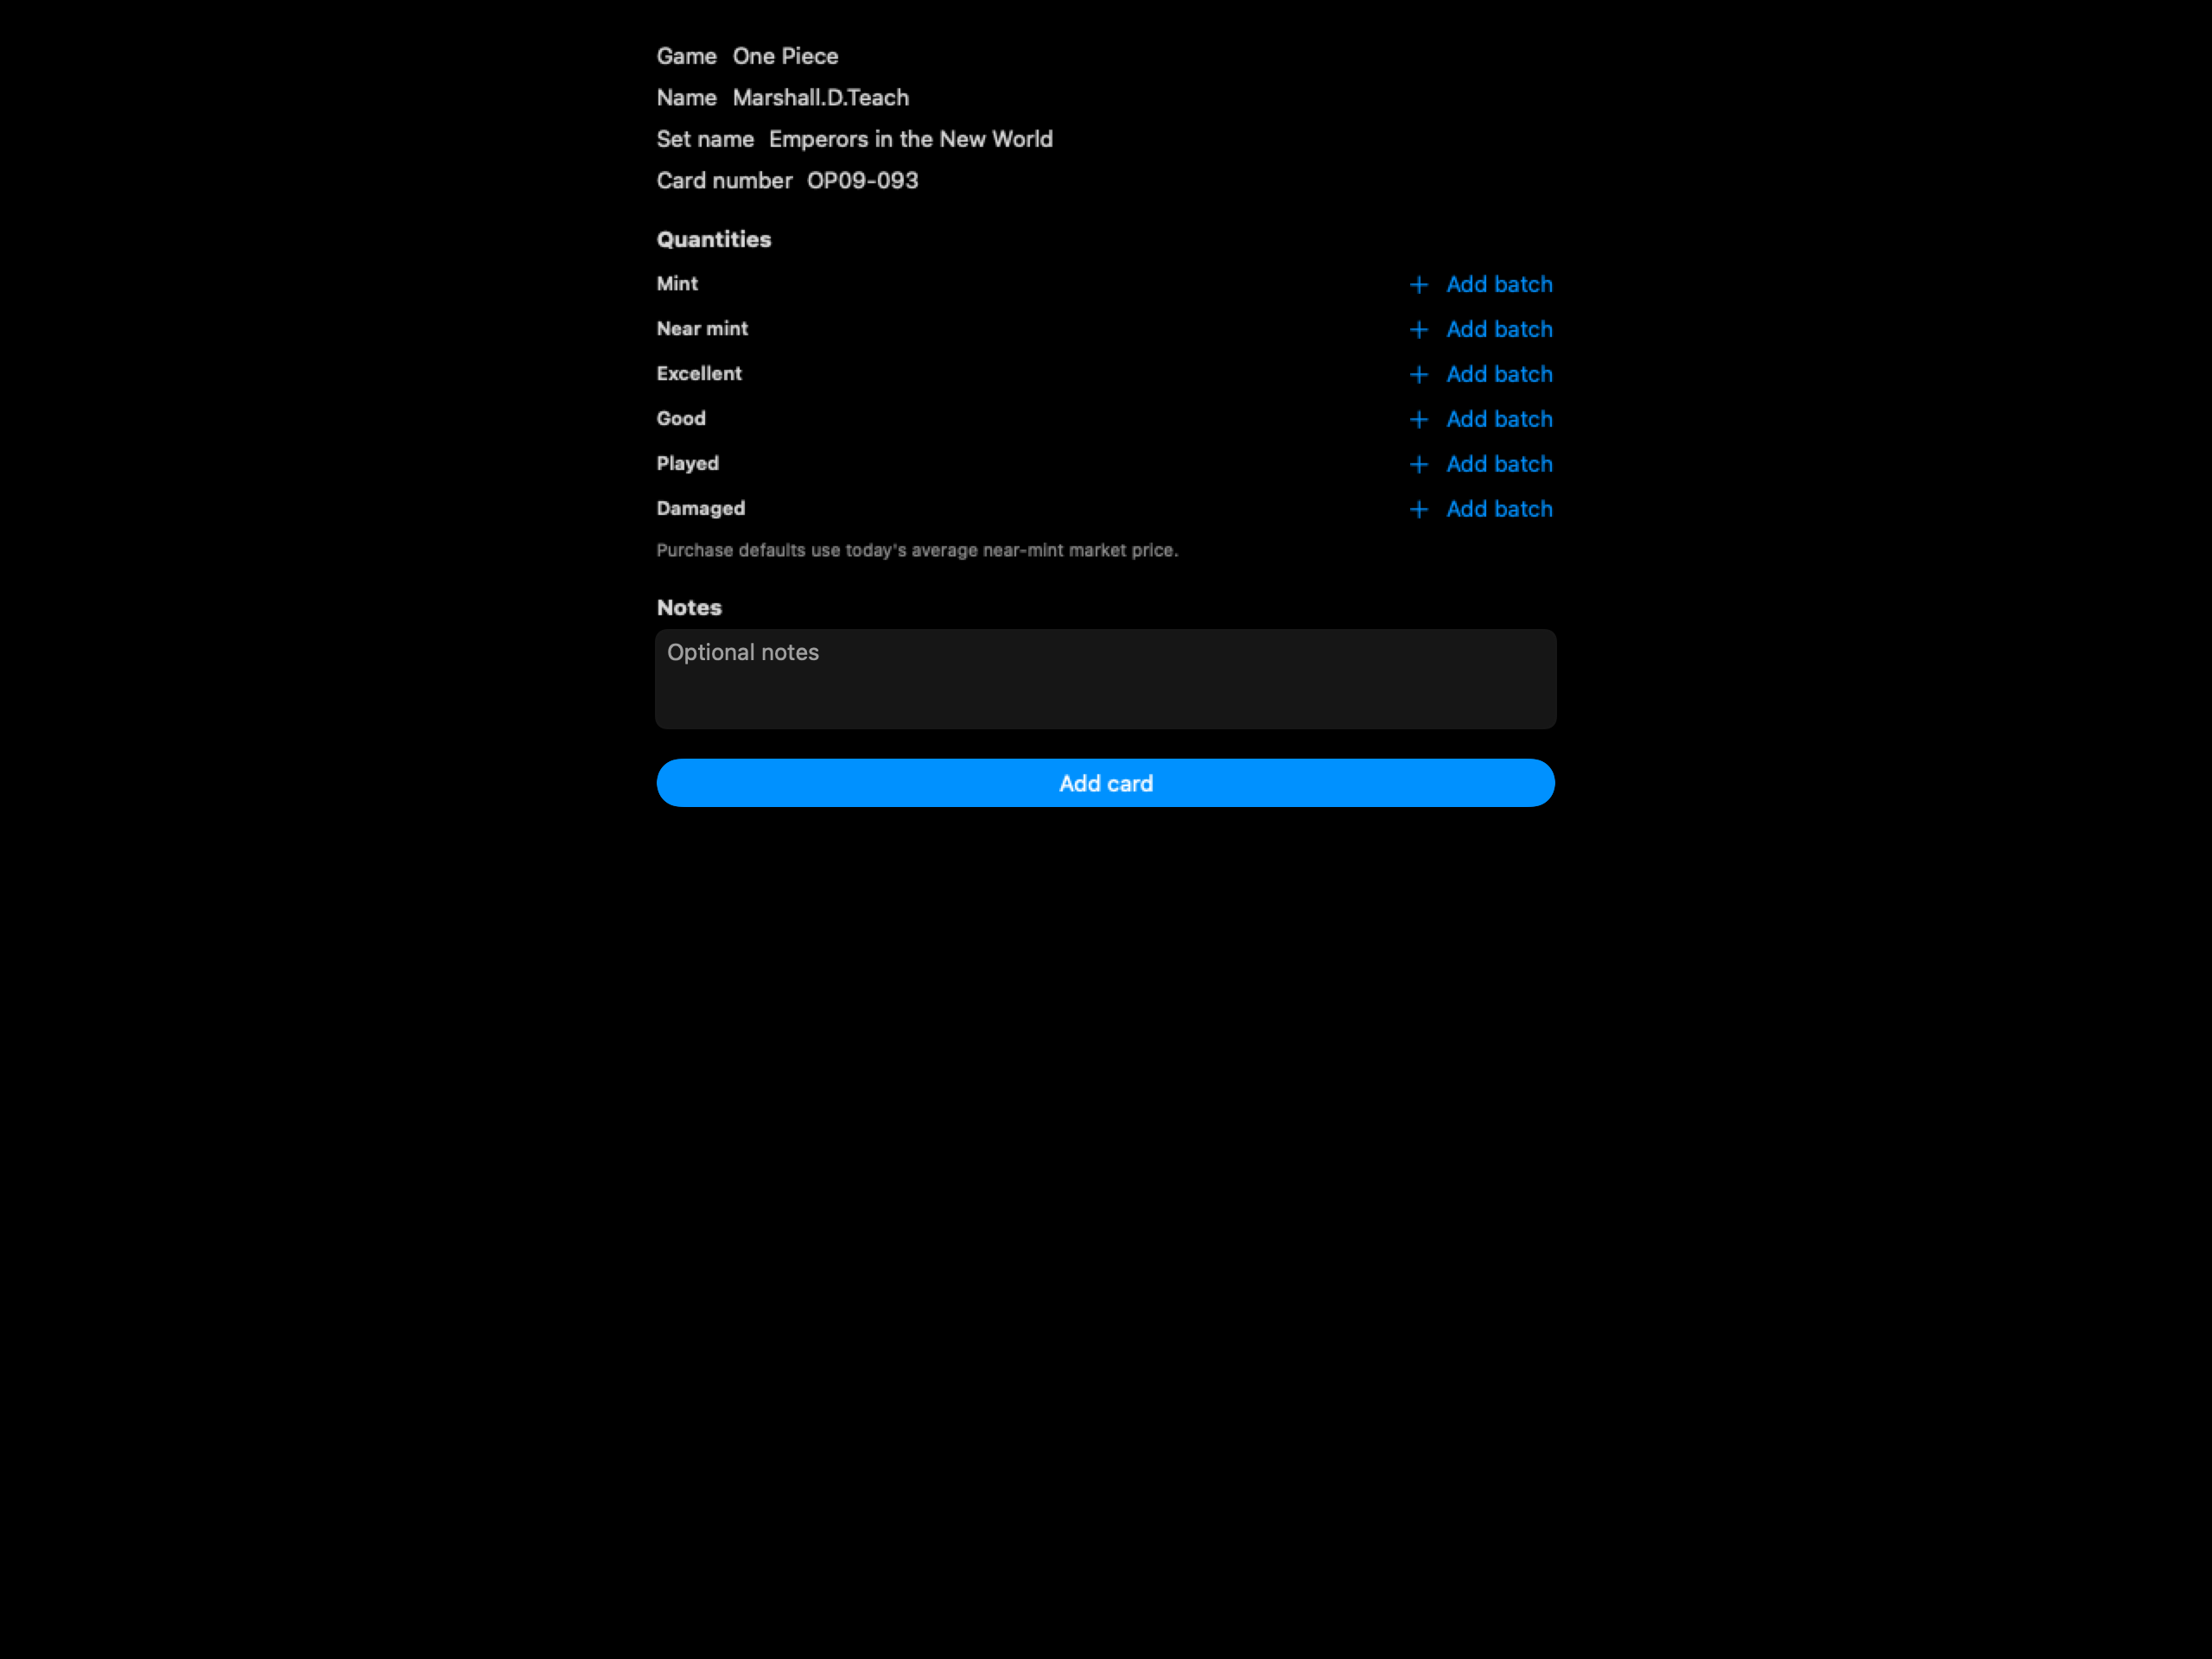 Game One Piece
Name Marshall.D.Teach
Set name Emperors in the New World
Card number OP09-093
Quantities
Mint + Add batch
Near mint + Add batch
Excellent + Add batch
Good + Add batch
Played + Add batch
Damaged + Add batch
Purchase defaults use today's average near-mint market price.
Notes
Optional notes
Add card